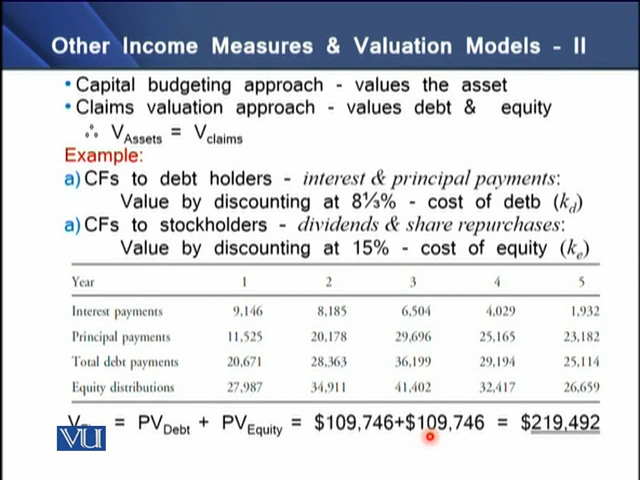 Other Income Measures & Valuation Models - II
• Capital budgeting approach - values the asset
• Claims valuation approach - values debt & equity
∴ VAssets = Vclaims
Example:
a) CFs to debt holders - interest & principal payments:
Value by discounting at 8⅓% - cost of detb (kd)
a) CFs to stockholders - dividends & share repurchases:
Value by discounting at 15% - cost of equity (ke)
Year 1 2 3 4 5
Interest payments 9,146 8,185 6,504 4,029 1,932
Principal payments 11,525 20,178 29,696 25,165 23,182
Total debt payments 20,671 28,363 36,199 29,194 25,114
Equity distributions 27,987 34,911 41,402 32,417 26,659
V = PVDebt + PVEquity = $109,746+$109,746 = $219,492
VU